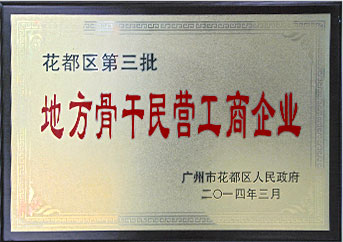 花都区第三批
地方骨干民营工商企业
广州市花都区人民政府
二〇一四年三月